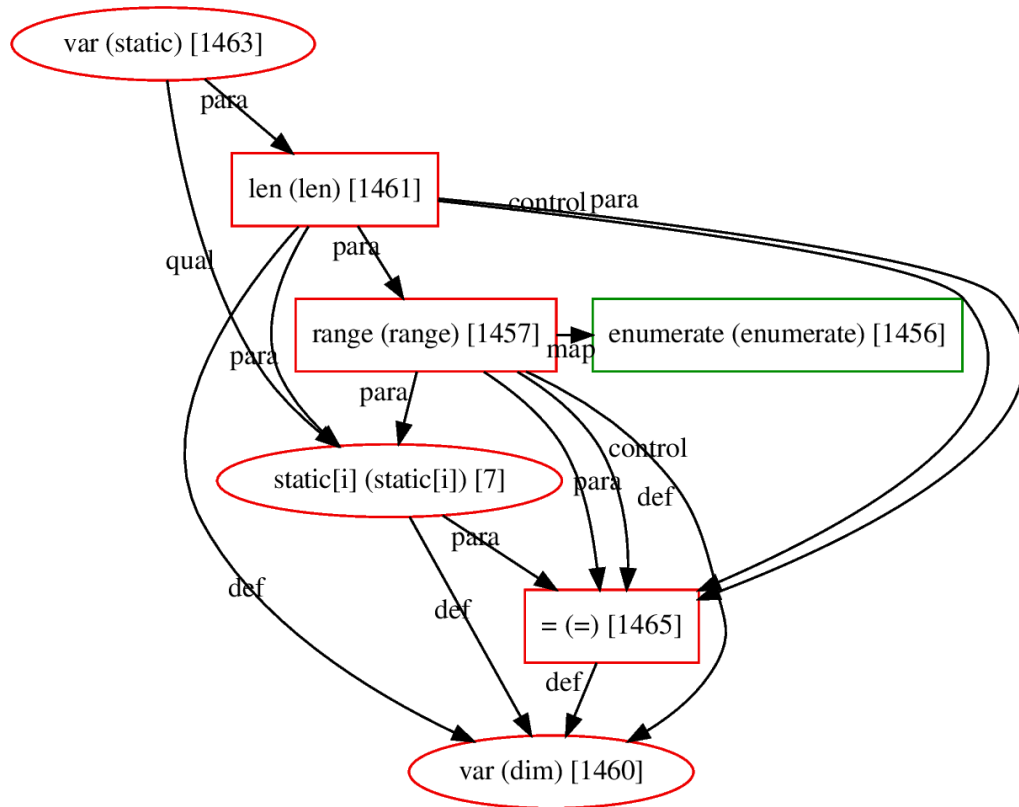 var (static) [1463]
para
len (len) [1461]
control
para
qual
para
range (range) [1457]
map
enumerate (enumerate) [1456]
para
para
control
static[i] (static[i]) [7]
para
def
para
def
def
= (=) [1465]
def
var (dim) [1460]